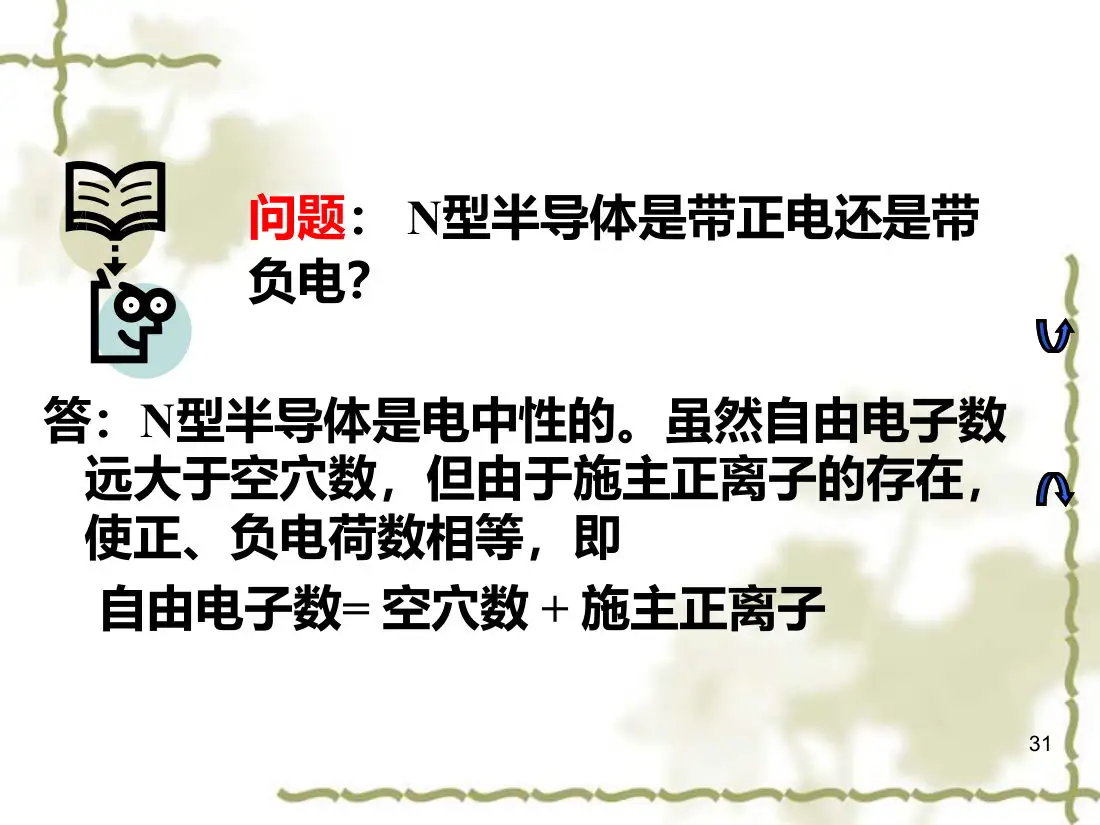 问题： N型半导体是带正电还是带
负电？
答：N型半导体是电中性的。虽然自由电子数
远大于空穴数，但由于施主正离子的存在，
使正、负电荷数相等，即
自由电子数= 空穴数 + 施主正离子
31